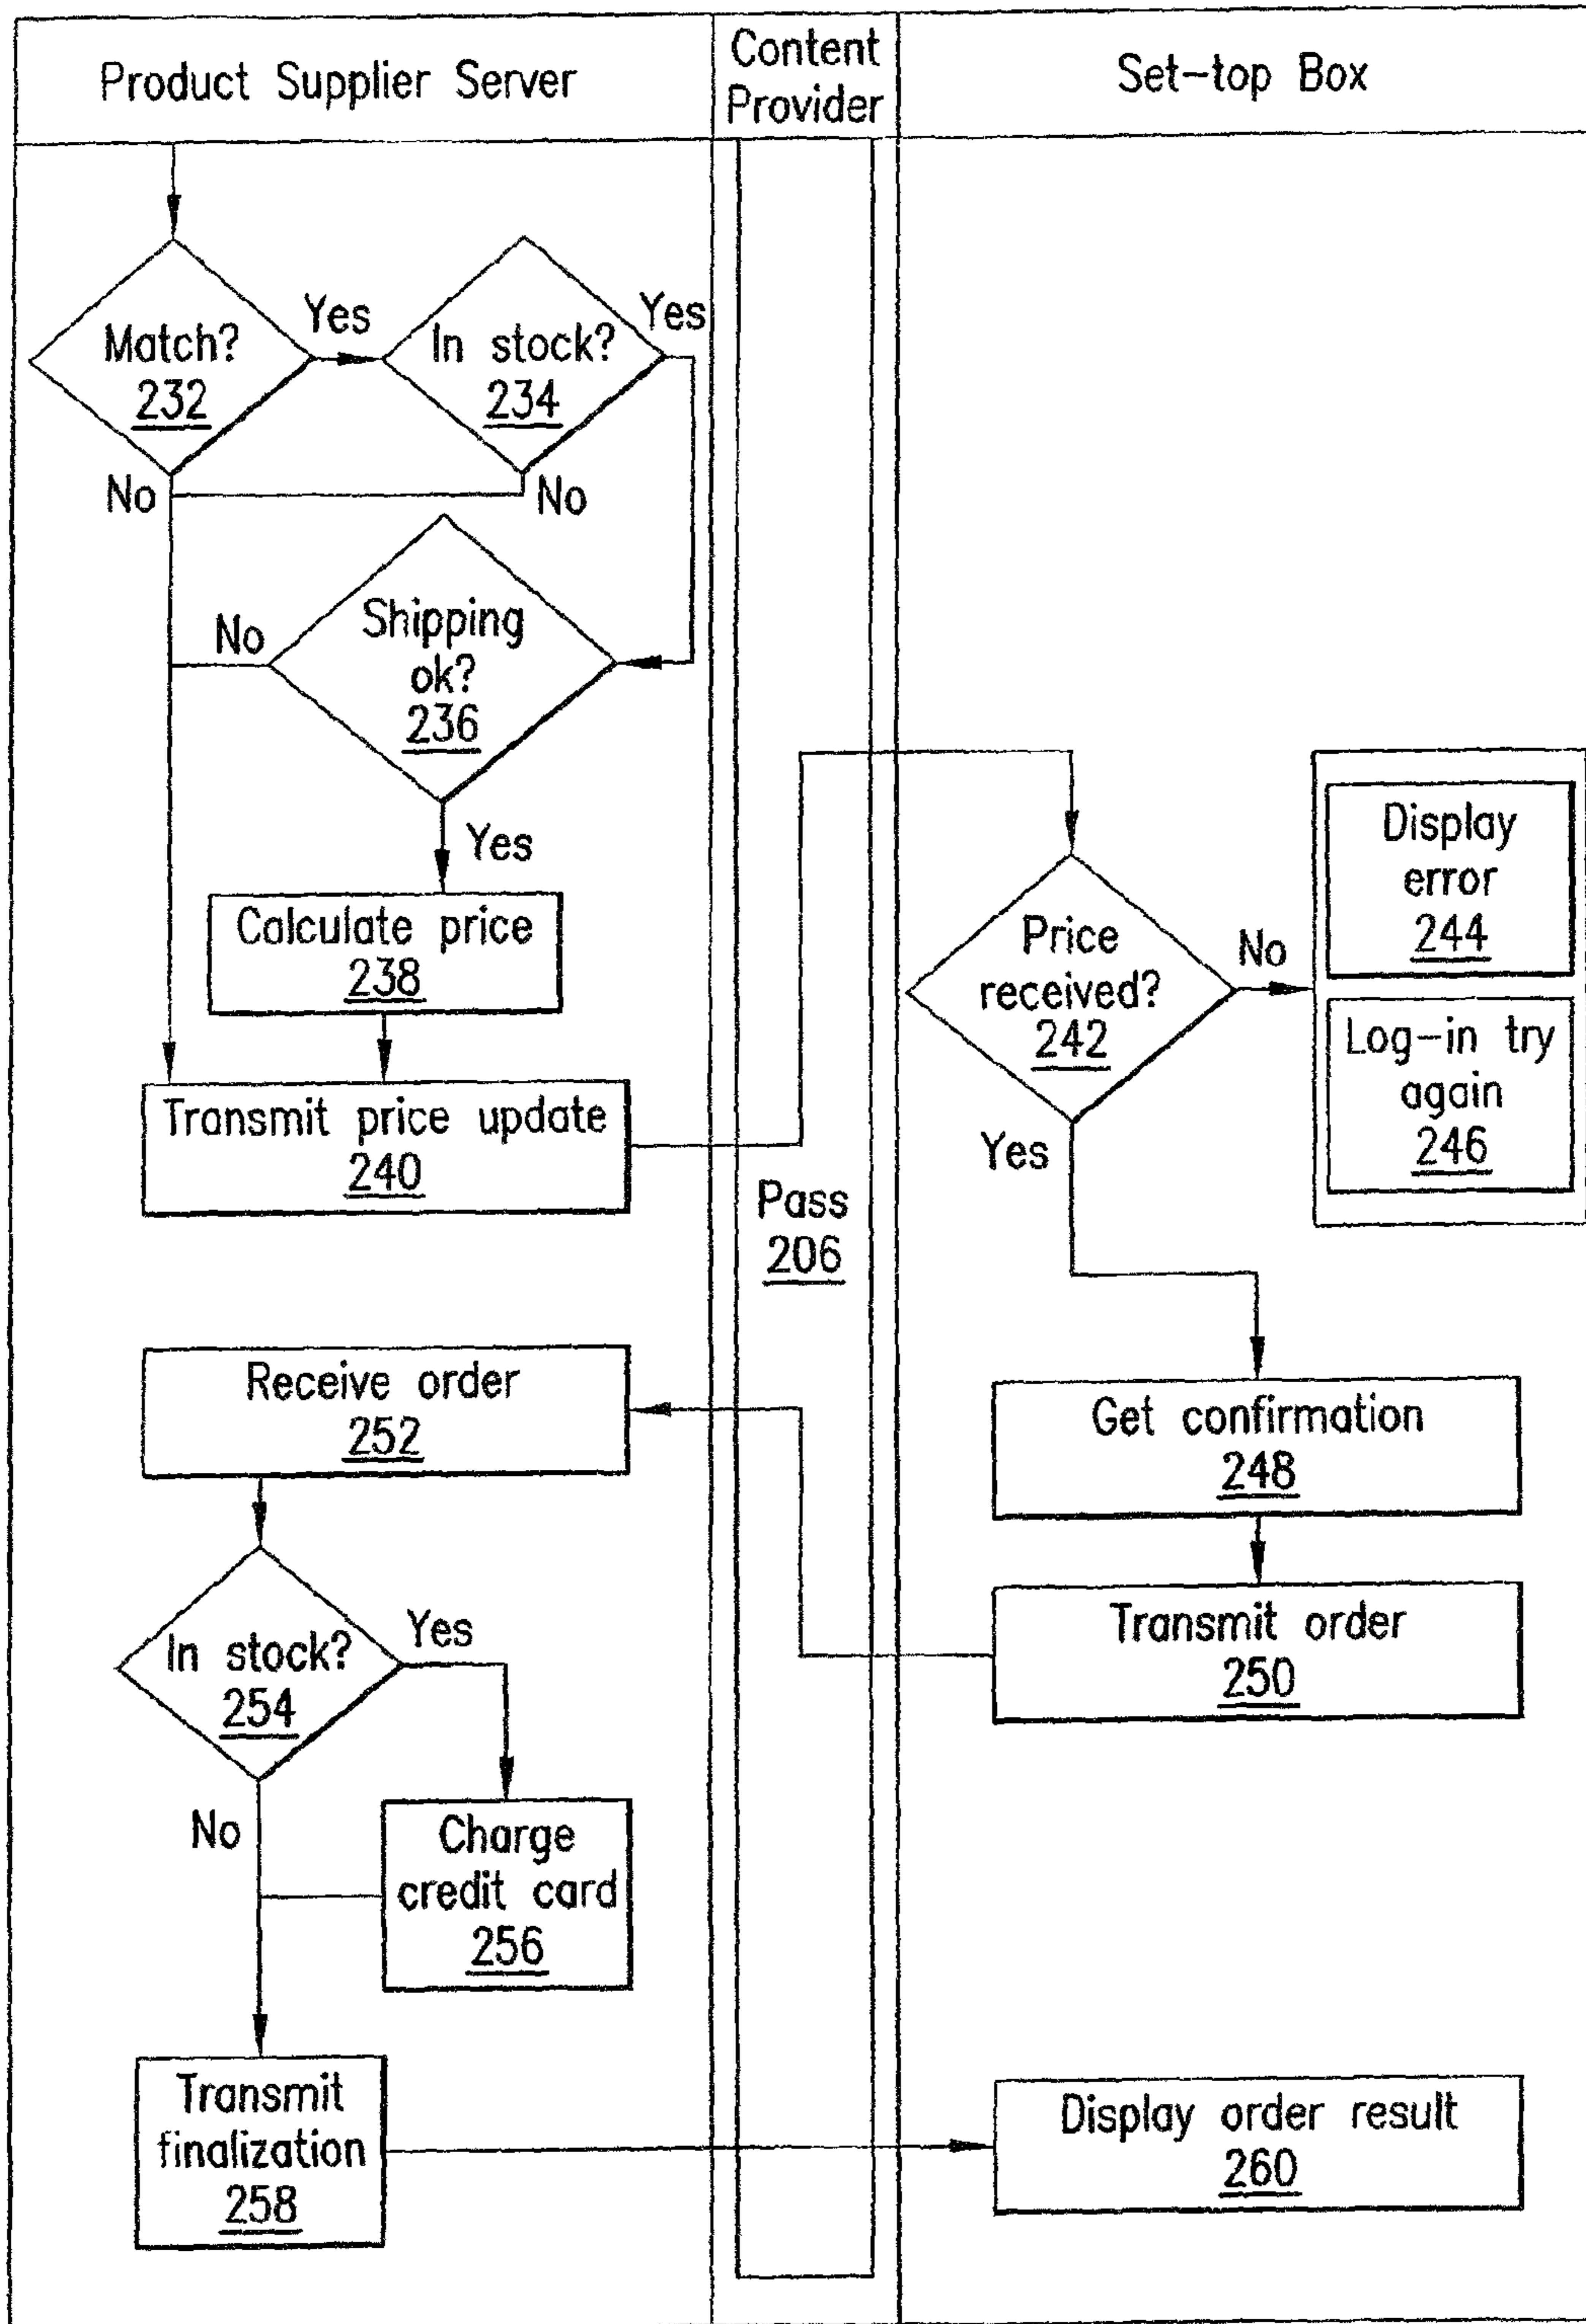 Product Supplier Server
Content
Provider
Set-top Box
Match?
232
Yes
In stock?
234
Yes
No
No
Shipping
ok?
236
No
Yes
Calculate price
238
Transmit price update
240
Pass
206
Price
received?
242
No
Yes
Display
error
244
Log-in try
again
246
Get confirmation
248
Transmit order
250
Receive order
252
In stock?
254
Yes
No
Charge
credit card
256
Transmit
finalization
258
Display order result
260